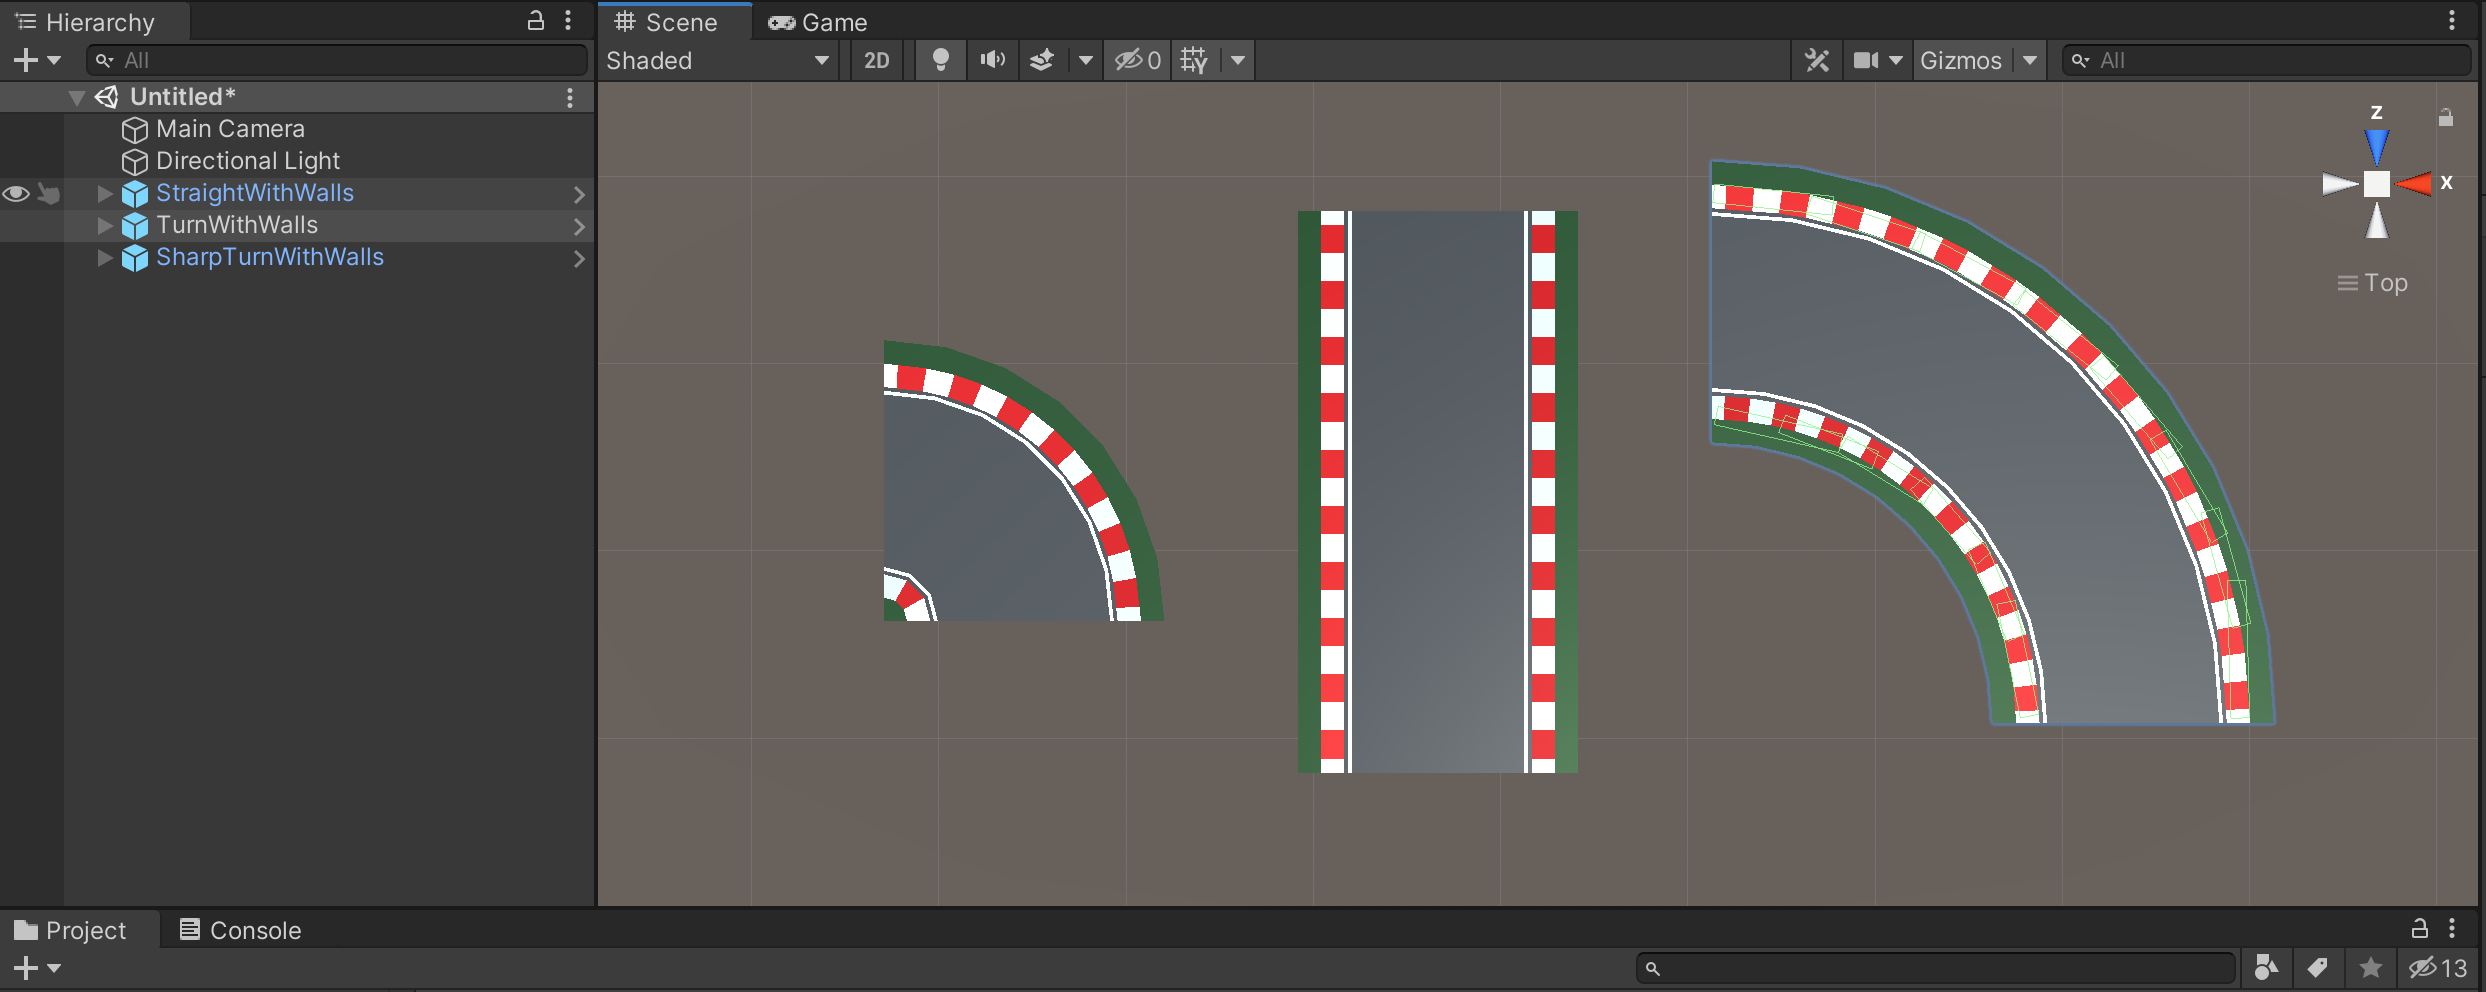 Hierarchy
All
Untitled*
Main Camera
Directional Light
StraightWithWalls
TurnWithWalls
SharpTurnWithWalls
Scene
Game
Shaded
2D
0
Y
Gizmos
All
z
x
Top
Project
Console
13